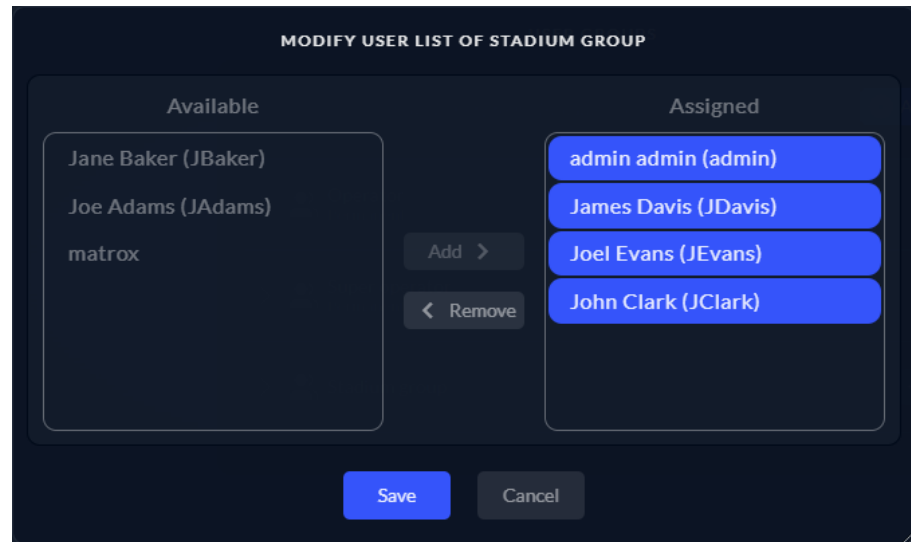 MODIFY USER LIST OF STADIUM GROUP
Available
Jane Baker (JBaker)
Joe Adams (JAdams)
matrox
Add
Remove
Assigned
admin admin (admin)
James Davis (JDavis)
Joel Evans (JEvans)
John Clark (JClark)
Save
Cancel